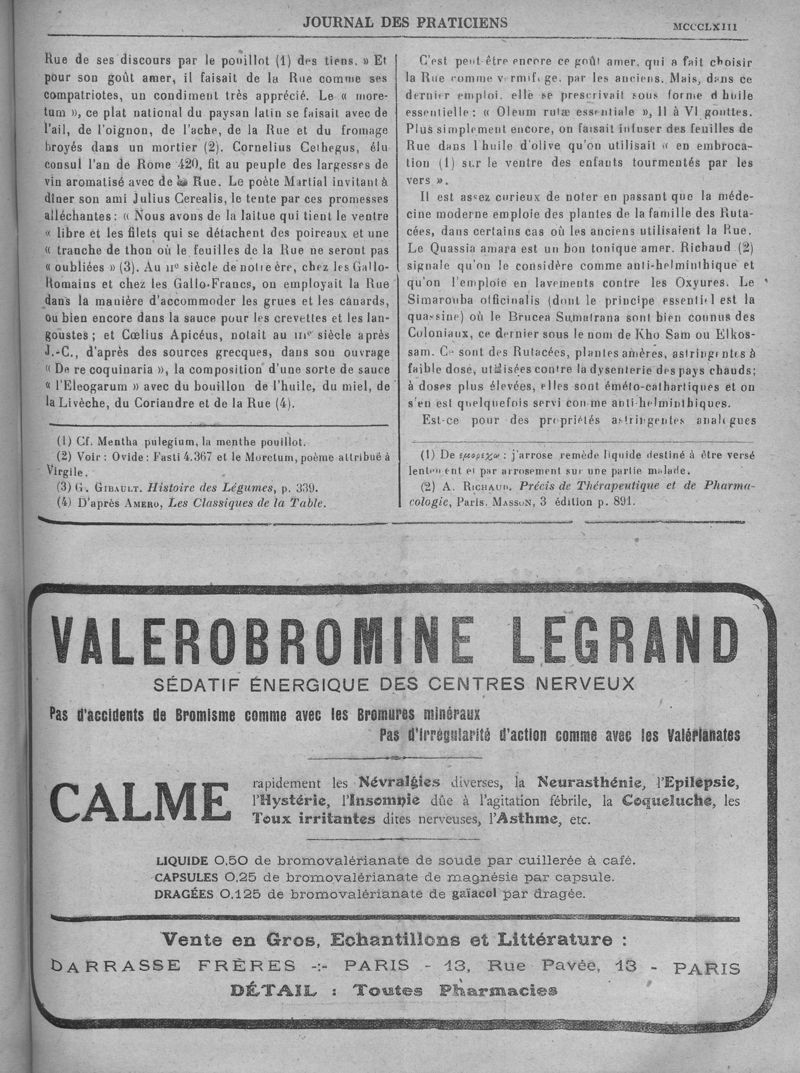 JOURNAL DES PRATICIENS
MCCCLXIII
Rue de ses discours par le pouillot (1) des tiens. » Et
pour son goût amer, il faisait de la Rue comme ses
compatriotes, un condiment très apprécié. Le « more-
tum », ce plat national du paysan latin se faisait avec de
l'ail, de l'oignon, de l'ache, de la Rue et du fromage
broyés dans un mortier (2). Cornelius Cethegus, élu
consul l'an de Rome 420, fit au peuple des largesses de
vin aromatisé avec de la Rue. Le poète Martial invitant à
dîner son ami Julius Cerealis, le tente par ces promesses
alléchantes : « Nous avons de la laitue qui tient le ventre
« libre et les filets qui se détachent des poireaux et une
« tranche de thon où le feuilles de la Rue ne seront pas
« oubliées » (3). Au IIe siècle de notre ère, chez les Gallo-
Romains et chez les Gallo-Francs, on employait la Rue
dans la manière d'accommoder les grues et les canards,
ou bien encore dans la sauce pour les crevettes et les lan-
goustes ; et Cœlius Apicéus, notait au IIIe siècle après
J.-C., d'après des sources grecques, dans son ouvrage
« De re coquinaria », la composition d'une sorte de sauce
« l'Eleogarum » avec du bouillon de l'huile, du miel, de
la Livèche, du Coriandre et de la Rue (4).
(1) Cf. Mentha pulegium, la menthe pouillot.
(2) Voir : Ovide : Fasti 4.367 et le Moretum, poème attribué à
Virgile.
(3) G. GIBAULT. Histoire des Légumes, p. 339.
(4) D'après AMERO, Les Classiques de la Table.
C'est peut-être encore ce goût amer, qui a fait choisir
la Rue comme vermifuge, par les anciens. Mais, dans ce
dernier emploi, elle se prescrivait sous forme d'huile
essentielle : « Oleum rutæ essentiale », II à VI gouttes.
Plus simplement encore, on faisait infuser des feuilles de
Rue dans l'huile d'olive qu'on utilisait « en embroca-
tion (1) sur le ventre des enfants tourmentés par les
vers ».
Il est assez curieux de noter en passant que la méde-
cine moderne emploie des plantes de la famille des Ruta-
cées, dans certains cas où les anciens utilisaient la Rue.
Le Quassia amara est un bon tonique amer. Richaud (2)
signale qu'on le considère comme anti-helminthique et
qu'on l'emploie en lavements contre les Oxyures. Le
Simarouba officinalis (dont le principe essentiel est la
quassine) où le Brucea Sumatrana sont bien connus des
Coloniaux, ce dernier sous le nom de Kho Sam ou Elkos-
sam. Ce sont des Rutacées, plantes amères, astringentes à
faible dose, utilisées contre la dysenterie des pays chauds;
à doses plus élevées, elles sont éméto-cathartiques et on
s'en est quelquefois servi comme anti-helminthiques.
Est-ce pour des propriétés astringentes analogues
(1) De : j'arrose remède liquide destiné à être versé
lentement et par arrosement sur une partie malade.
(2) A. RICHAUD. Précis de Thérapeutique et de Pharma-
cologie, Paris. MASSON, 3 édition p. 891.
VALEROBROMINE LEGRAND
SÉDATIF ÉNERGIQUE DES CENTRES NERVEUX
Pas d'accidents de Bromisme comme avec les Bromures minéraux
Pas d'irrégularité d'action comme avec les Valérianates
CALME
rapidement les Névralgies diverses, la Neurasthénie, l'Epilepsie,
l'Hystérie, l'Insomnie dûe à l'agitation fébrile, la Coqueluche, les
Toux irritantes dites nerveuses, l'Asthme, etc.
LIQUIDE 0,50 de bromovalérianate de soude par cuillerée à café.
CAPSULES 0,25 de bromovalérianate de magnésie par capsule.
DRAGÉES 0,125 de bromovalérianate de gaïacol par dragée.
Vente en Gros, Echantillons et Littérature :
DARRASSE FRÈRES -:- PARIS - 13, Rue Pavée, 13 - PARIS
DÉTAIL : Toutes Pharmacies